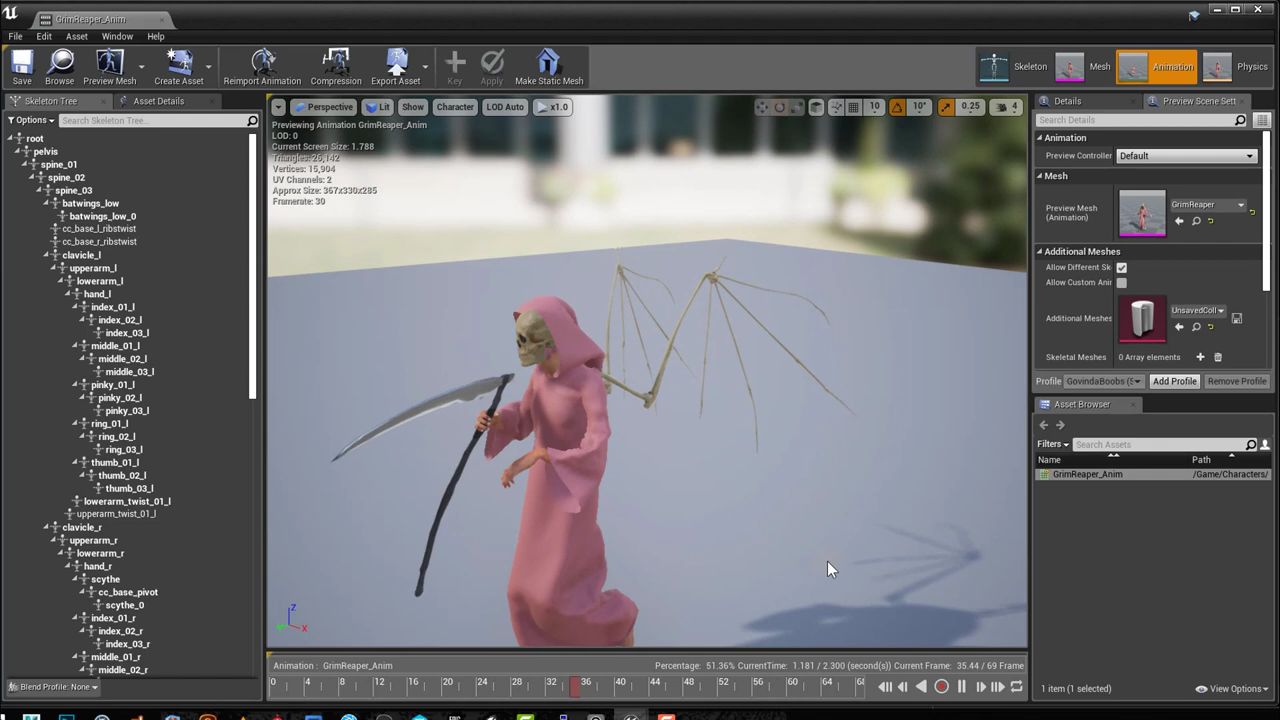 GrimReaper_Anim
File Edit Asset Window Help
Save Browse Preview Mesh Create Asset Reimport Animation Compression Export Asset Key Apply Make Static Mesh
Skeleton Mesh Animation Physics
Skeleton Tree Asset Details
Options Search Skeleton Tree...
root
pelvis
spine_01
spine_02
spine_03
batwings_low
batwings_low_0
cc_base_l_ribstwist
cc_base_r_ribstwist
clavicle_l
upperarm_l
lowerarm_l
hand_l
index_01_l
index_02_l
index_03_l
middle_01_l
middle_02_l
middle_03_l
pinky_01_l
pinky_02_l
pinky_03_l
ring_01_l
ring_02_l
ring_03_l
thumb_01_l
thumb_02_l
thumb_03_l
lowerarm_twist_01_l
upperarm_twist_01_l
clavicle_r
upperarm_r
lowerarm_r
hand_r
scythe
cc_base_pivot
scythe_0
index_01_r
index_02_r
index_03_r
middle_01_r
middle_02_r
Blend Profile: None
Perspective Lit Show Character LOD Auto x1.0 10 10° 0.25 4
Previewing Animation GrimReaper_Anim
LOD: 0
Current Screen Size: 1.788
Triangles: 26,142
Vertices: 15,904
UV Channels: 2
Approx Size: 367x330x285
Framerate: 30
Z
X
Animation : GrimReaper_Anim Percentage: 51.36% CurrentTime: 1.181 / 2.300 (second(s)) Current Frame: 35.44 / 69 Frame
0 4 8 12 16 20 24 28 32 36 40 44 48 52 56 60 64 68
Details Preview Scene Sett
Search Details
Animation
Preview Controller Default
Mesh
Preview Mesh (Animation) GrimReaper
Additional Meshes
Allow Different Sk
Allow Custom Anir
Additional Meshes UnsavedColl
Skeletal Meshes 0 Array elements
Profile GovindaBoobs (S Add Profile Remove Profile
Asset Browser
Filters Search Assets
Name Path
GrimReaper_Anim /Game/Characters/
1 item (1 selected) View Options